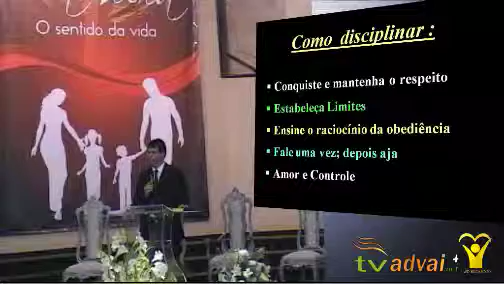 O sentido da vida
Como disciplinar :
▪ Conquiste e mantenha o respeito
▪ Estabeleça Limites
▪ Ensine o raciocínio da obediência
▪ Fale uma vez; depois aja
▪ Amor e Controle
tv advai +